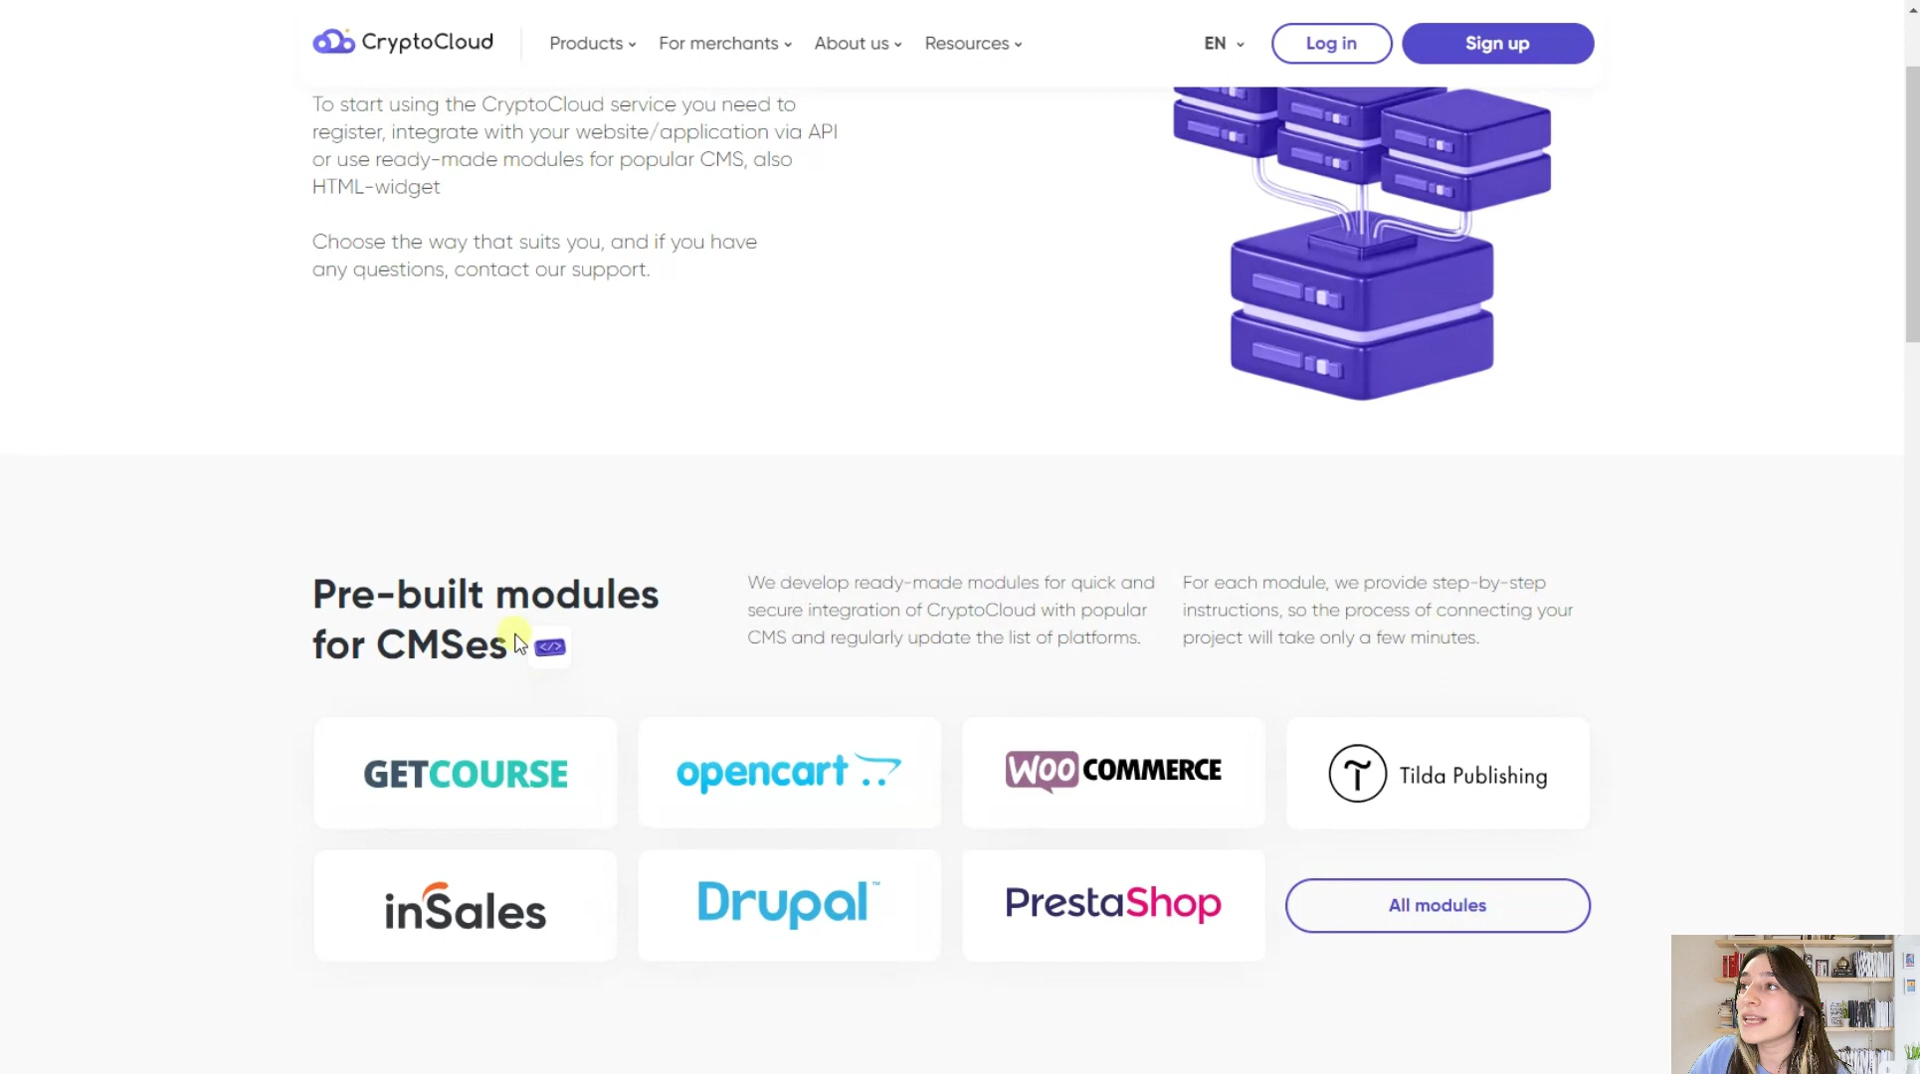 CryptoCloud
Products
For merchants
About us
Resources
EN
Log in
Sign up
To start using the CryptoCloud service you need to
register, integrate with your website/application via API
or use ready-made modules for popular CMS, also
HTML-widget
Choose the way that suits you, and if you have
any questions, contact our support.
Pre-built modules
for CMSes
</>
We develop ready-made modules for quick and
secure integration of CryptoCloud with popular
CMS and regularly update the list of platforms.
For each module, we provide step-by-step
instructions, so the process of connecting your
project will take only a few minutes.
GETCOURSE
opencart
WOO COMMERCE
Tilda Publishing
inSales
Drupal™
PrestaShop
All modules